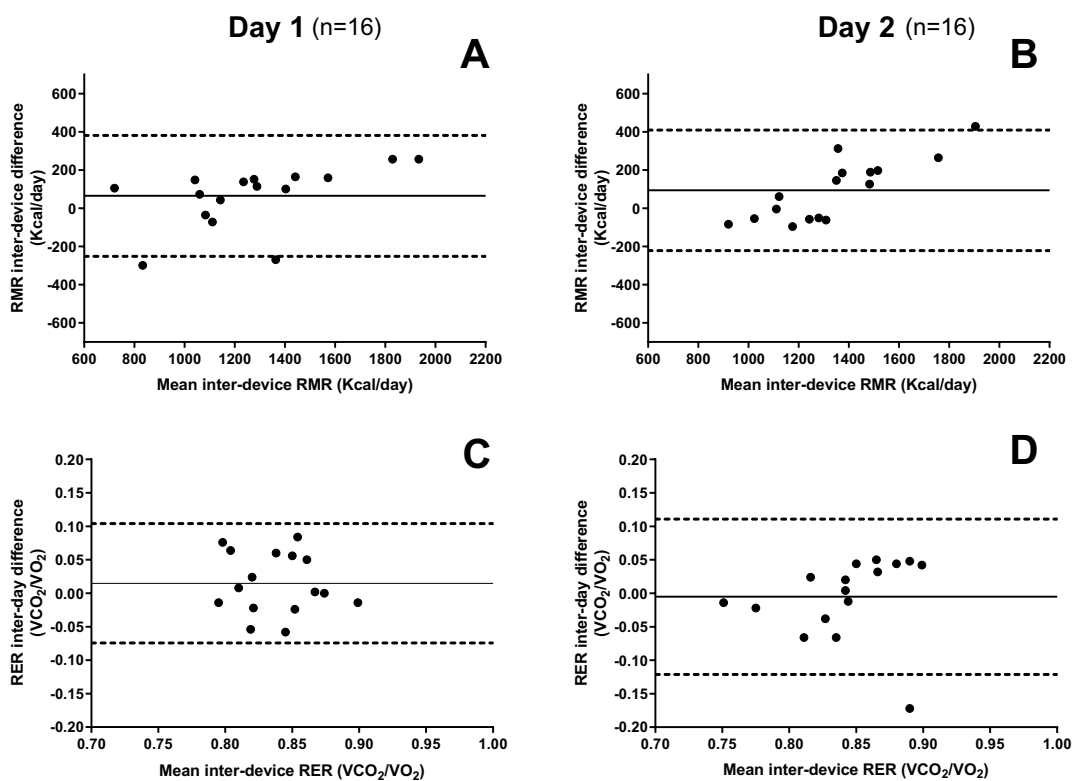 Day 1 (n=16)
Day 2 (n=16)
A
RMR inter-device difference
(Kcal/day)
600
400
200
0
-200
-400
-600
600 800 1000 1200 1400 1600 1800 2000 2200
Mean inter-device RMR (Kcal/day)
B
RMR inter-device difference
(Kcal/day)
600
400
200
0
-200
-400
-600
600 800 1000 1200 1400 1600 1800 2000 2200
Mean inter-device RMR (Kcal/day)
C
RER inter-day difference
(VCO₂/VO₂)
0.20
0.15
0.10
0.05
0.00
-0.05
-0.10
-0.15
-0.20
0.70 0.75 0.80 0.85 0.90 0.95 1.00
Mean inter-device RER (VCO₂/VO₂)
D
RER inter-day difference
(VCO₂/VO₂)
0.20
0.15
0.10
0.05
0.00
-0.05
-0.10
-0.15
-0.20
0.70 0.75 0.80 0.85 0.90 0.95 1.00
Mean inter-device RER (VCO₂/VO₂)